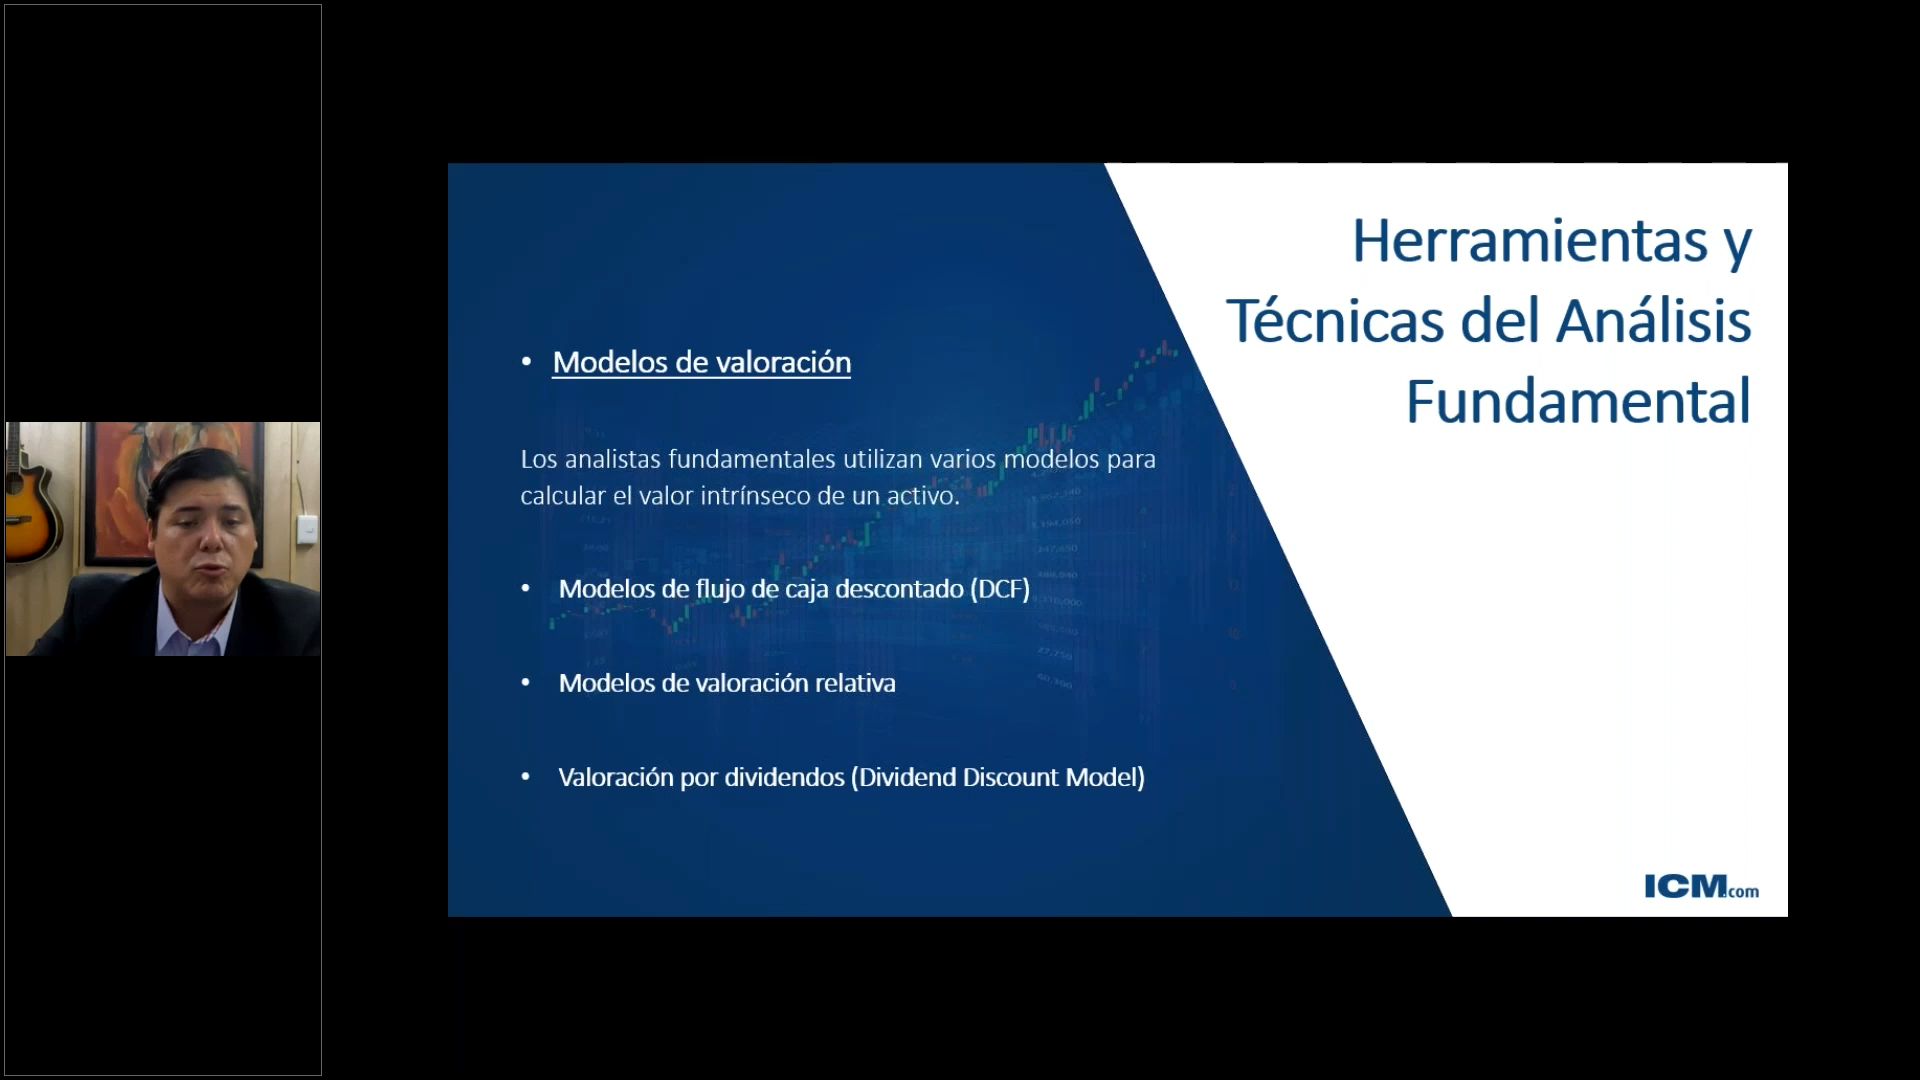 Herramientas y
Técnicas del Análisis
Fundamental
• Modelos de valoración
Los analistas fundamentales utilizan varios modelos para
calcular el valor intrínseco de un activo.
• Modelos de flujo de caja descontado (DCF)
• Modelos de valoración relativa
• Valoración por dividendos (Dividend Discount Model)
ICM.com